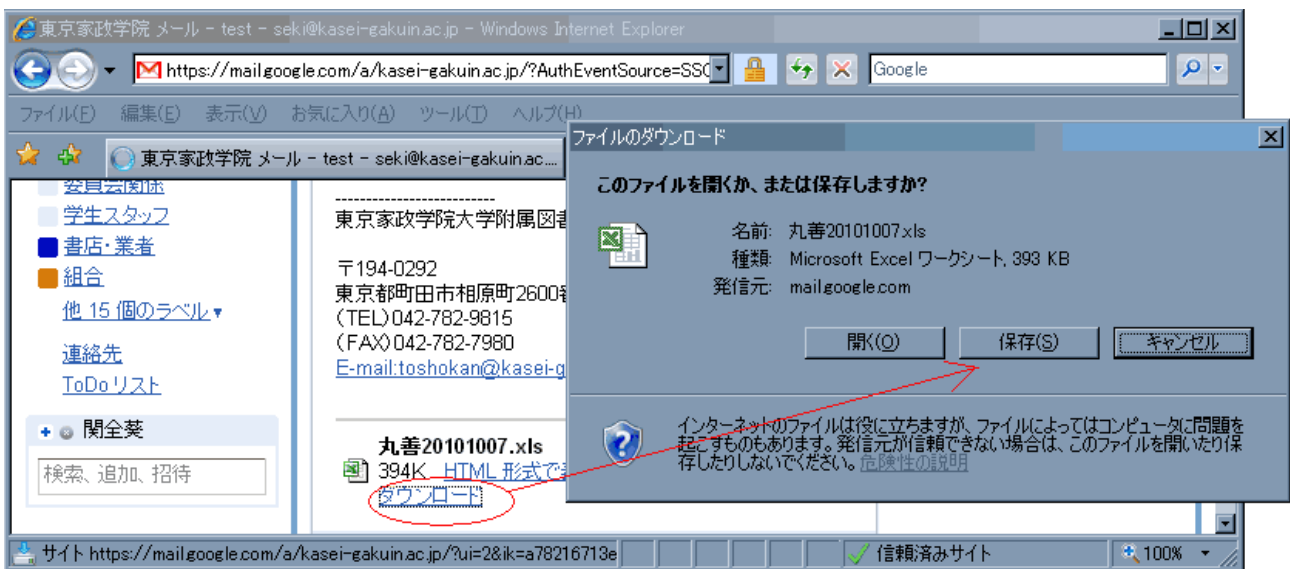 東京家政学院 メール - test - seki@kasei-gakuin.ac.jp - Windows Internet Explorer
https://mail.google.com/a/kasei-gakuin.ac.jp/?AuthEventSource=SSO
Google
ファイル(F) 編集(E) 表示(V) お気に入り(A) ツール(T) ヘルプ(H)
東京家政学院 メール - test - seki@kasei-gakuin.ac....
委員会関係
学生スタッフ
書店・業者
組合
他 15 個のラベル▼
連絡先
ToDo リスト
関全葵
検索、追加、招待
-------------------------
東京家政学院大学附属図書
〒194-0292
東京都町田市相原町2600番
(TEL)042-782-9815
(FAX)042-782-7980
E-mail:toshokan@kasei-g
丸善20101007.xls
394K HTML 形式で
ダウンロード
ファイルのダウンロード
このファイルを開くか、または保存しますか?
名前: 丸善20101007.xls
種類: Microsoft Excel ワークシート, 393 KB
発信元: mail.google.com
開く(O) 保存(S) キャンセル
インターネットのファイルは役に立ちますが、ファイルによってはコンピュータに問題を
起こすものもあります。発信元が信頼できない場合は、このファイルを開いたり保
存したりしないでください。危険性の説明
サイト https://mail.google.com/a/kasei-gakuin.ac.jp/?ui=2&ik=a78216713e
信頼済みサイト
100%